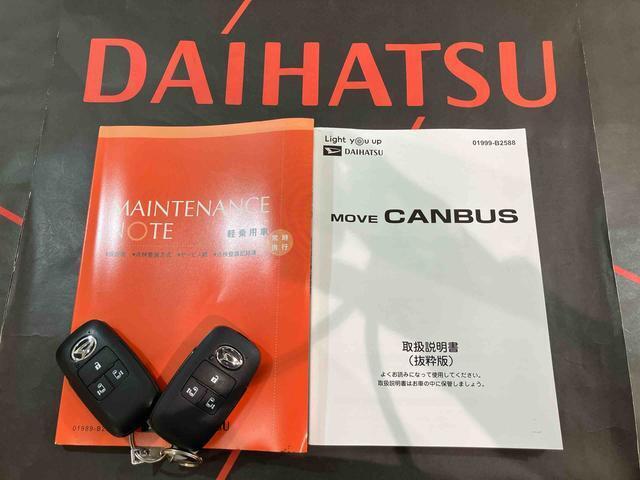 DAIHATSU
MAINTENANCE
NOTE
軽乗用車
Light you up
DAIHATSU
01999-B2588
MOVE CANBUS
取扱説明書
（抜粋版）
よくお読みになって使用してください。
取扱説明書はお車の中に保管しましょう。